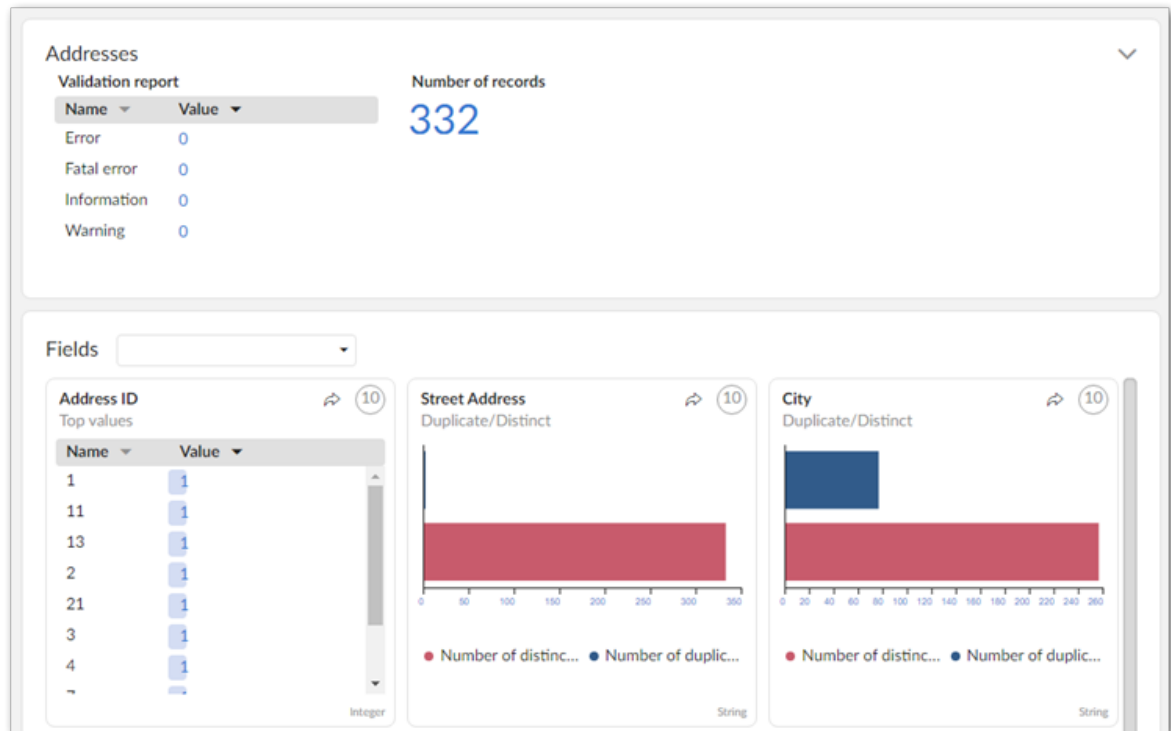 Addresses
Validation report
Number of records
Name Value
332
Error 0
Fatal error 0
Information 0
Warning 0
Fields
Address ID 10
Top values
Name Value
1 1
11 1
13 1
2 1
21 1
3 1
4 1
Integer
Street Address 10
Duplicate/Distinct
0 50 100 150 200 250 300 350
Number of distinc... Number of duplic...
String
City 10
Duplicate/Distinct
0 20 40 60 80 100 120 140 160 180 200 220 240 260
Number of distinc... Number of duplic...
String